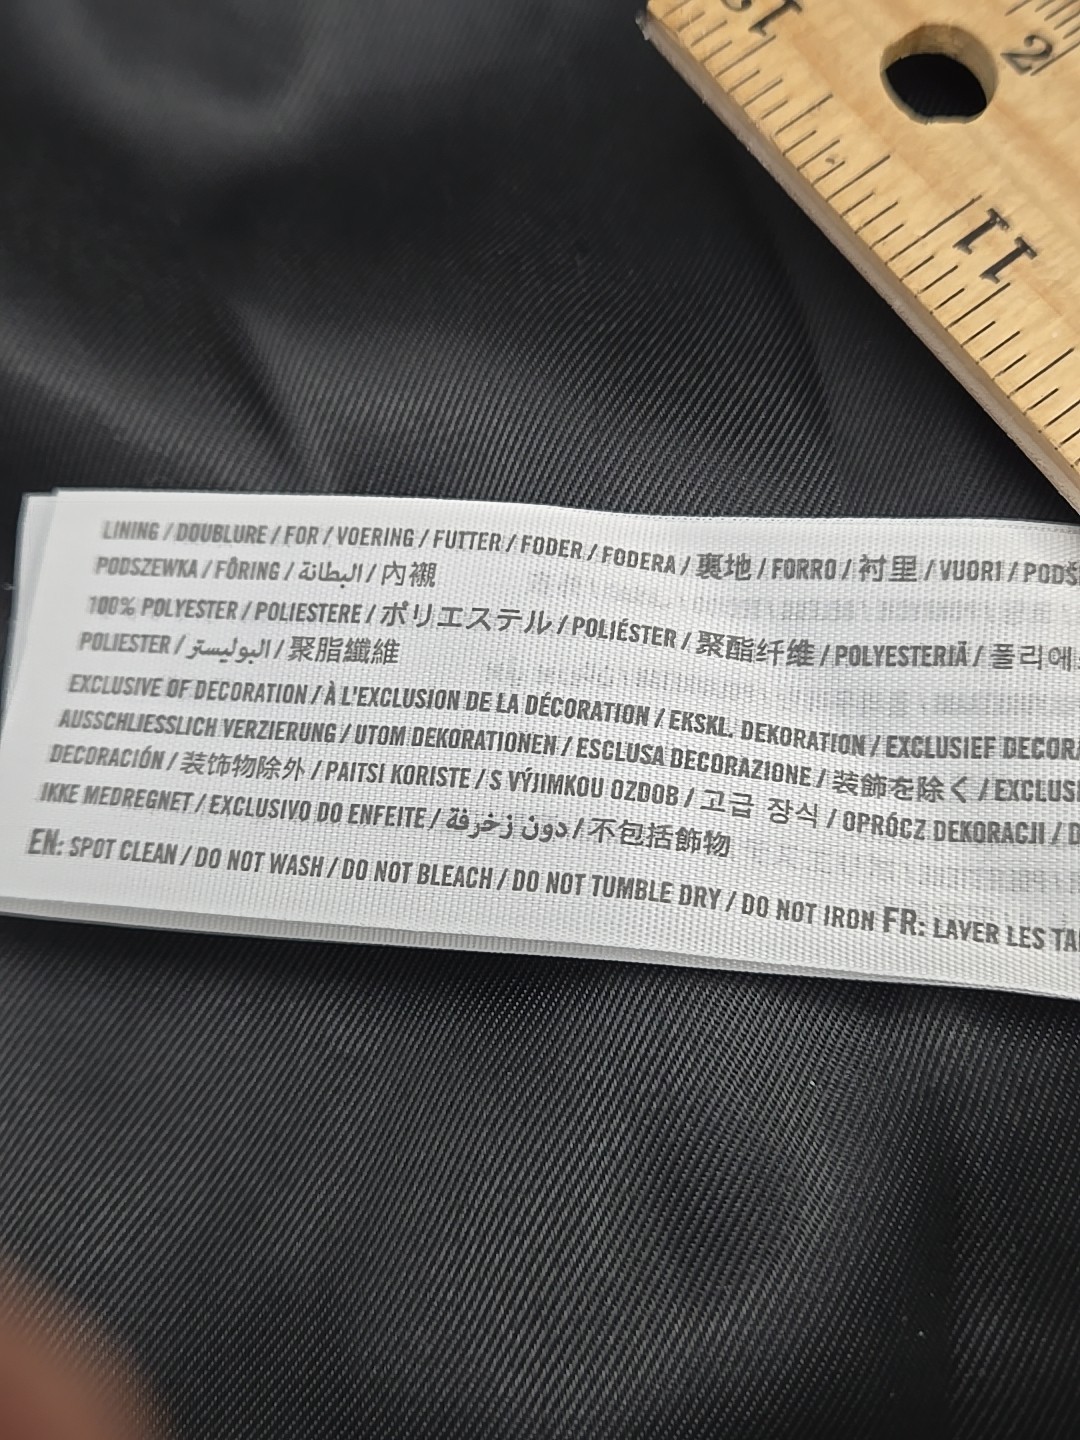 12
2
11
LINING / DOUBLURE / FOR / VOERING / FUTTER / FODER / FODERA / 裏地 / FORRO / 衬里 / VUORI /
PODSZEWKA / FÔRING / البطانة / 內襯
100% POLYESTER / POLIESTERE / ポリエステル / POLIÉSTER / 聚酯纤维 / POLYESTERIÄ / 폴리에
POLIESTER / البوليستر / 聚脂纖維
EXCLUSIVE OF DECORATION / À L'EXCLUSION DE LA DÉCORATION / EKSKL. DEKORATION / EXCLUSIEF
AUSSCHLIESSLICH VERZIERUNG / UTOM DEKORATIONEN / ESCLUSA DECORAZIONE / 装飾を除く /
DECORACIÓN / 装饰物除外 / PAITSI KORISTE / S VÝJIMKOU OZDOB / 고급 장식 / OPRÓCZ DEKORACJI /
IKKE MEDREGNET / EXCLUSIVO DO ENFEITE / دون زخرفة / 不包括飾物
EN: SPOT CLEAN / DO NOT WASH / DO NOT BLEACH / DO NOT TUMBLE DRY / DO NOT IRON FR: LAVER LES